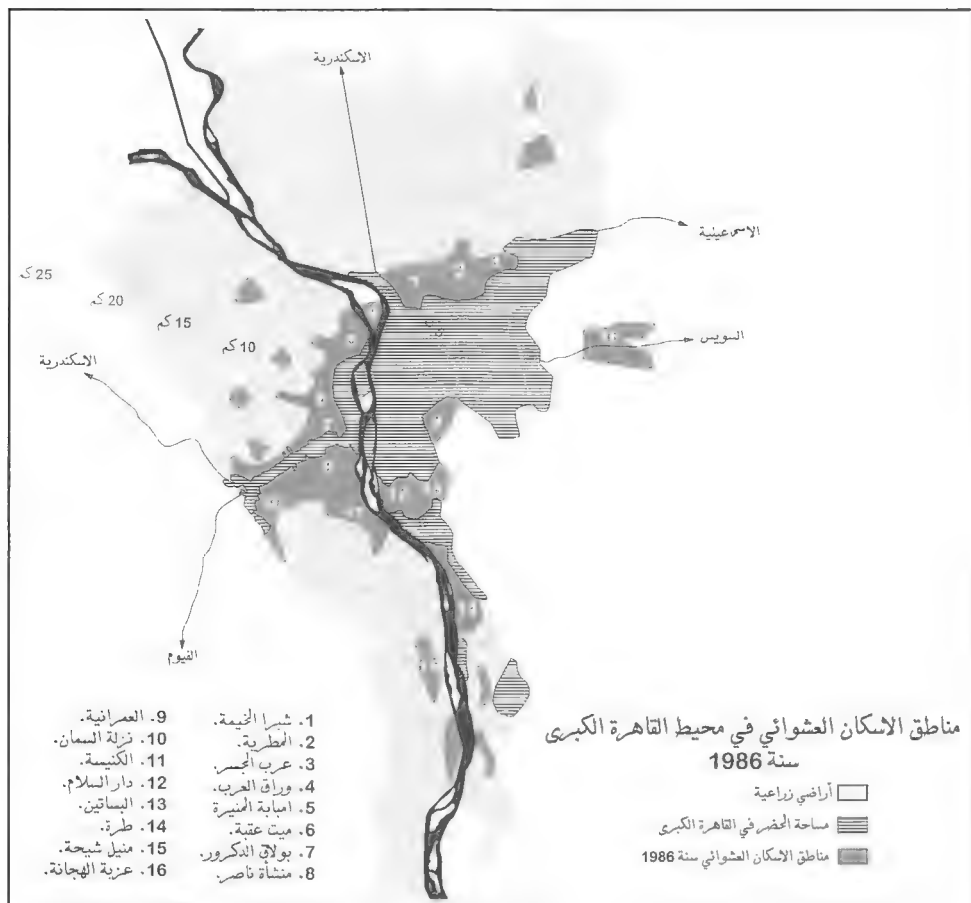 الاسكندرية
الاسماعيلية
25 كم
20 كم
15 كم
10 كم
السويس
الاسكندرية
الفيوم
مناطق الاسكان العشوائي في محيط القاهرة الكبرى
سنة 1986
أراضي زراعية
مساحة الحضر في القاهرة الكبرى
مناطق الاسكان العشوائي سنة 1986
1. شبرا الخيمة.
2. المطرية.
3. عرب الجسر.
4. وراق العرب.
5. امبابة المنيرة
6. ميت عقبة.
7. بولاق الدكرور.
8. منشأة ناصر.
9. العمرانية.
10. نزلة السمان.
11. الكنيسة.
12. دار السلام.
13. البساتين.
14. طرة.
15. منيل شيحة.
16. عزبة الهجانة.